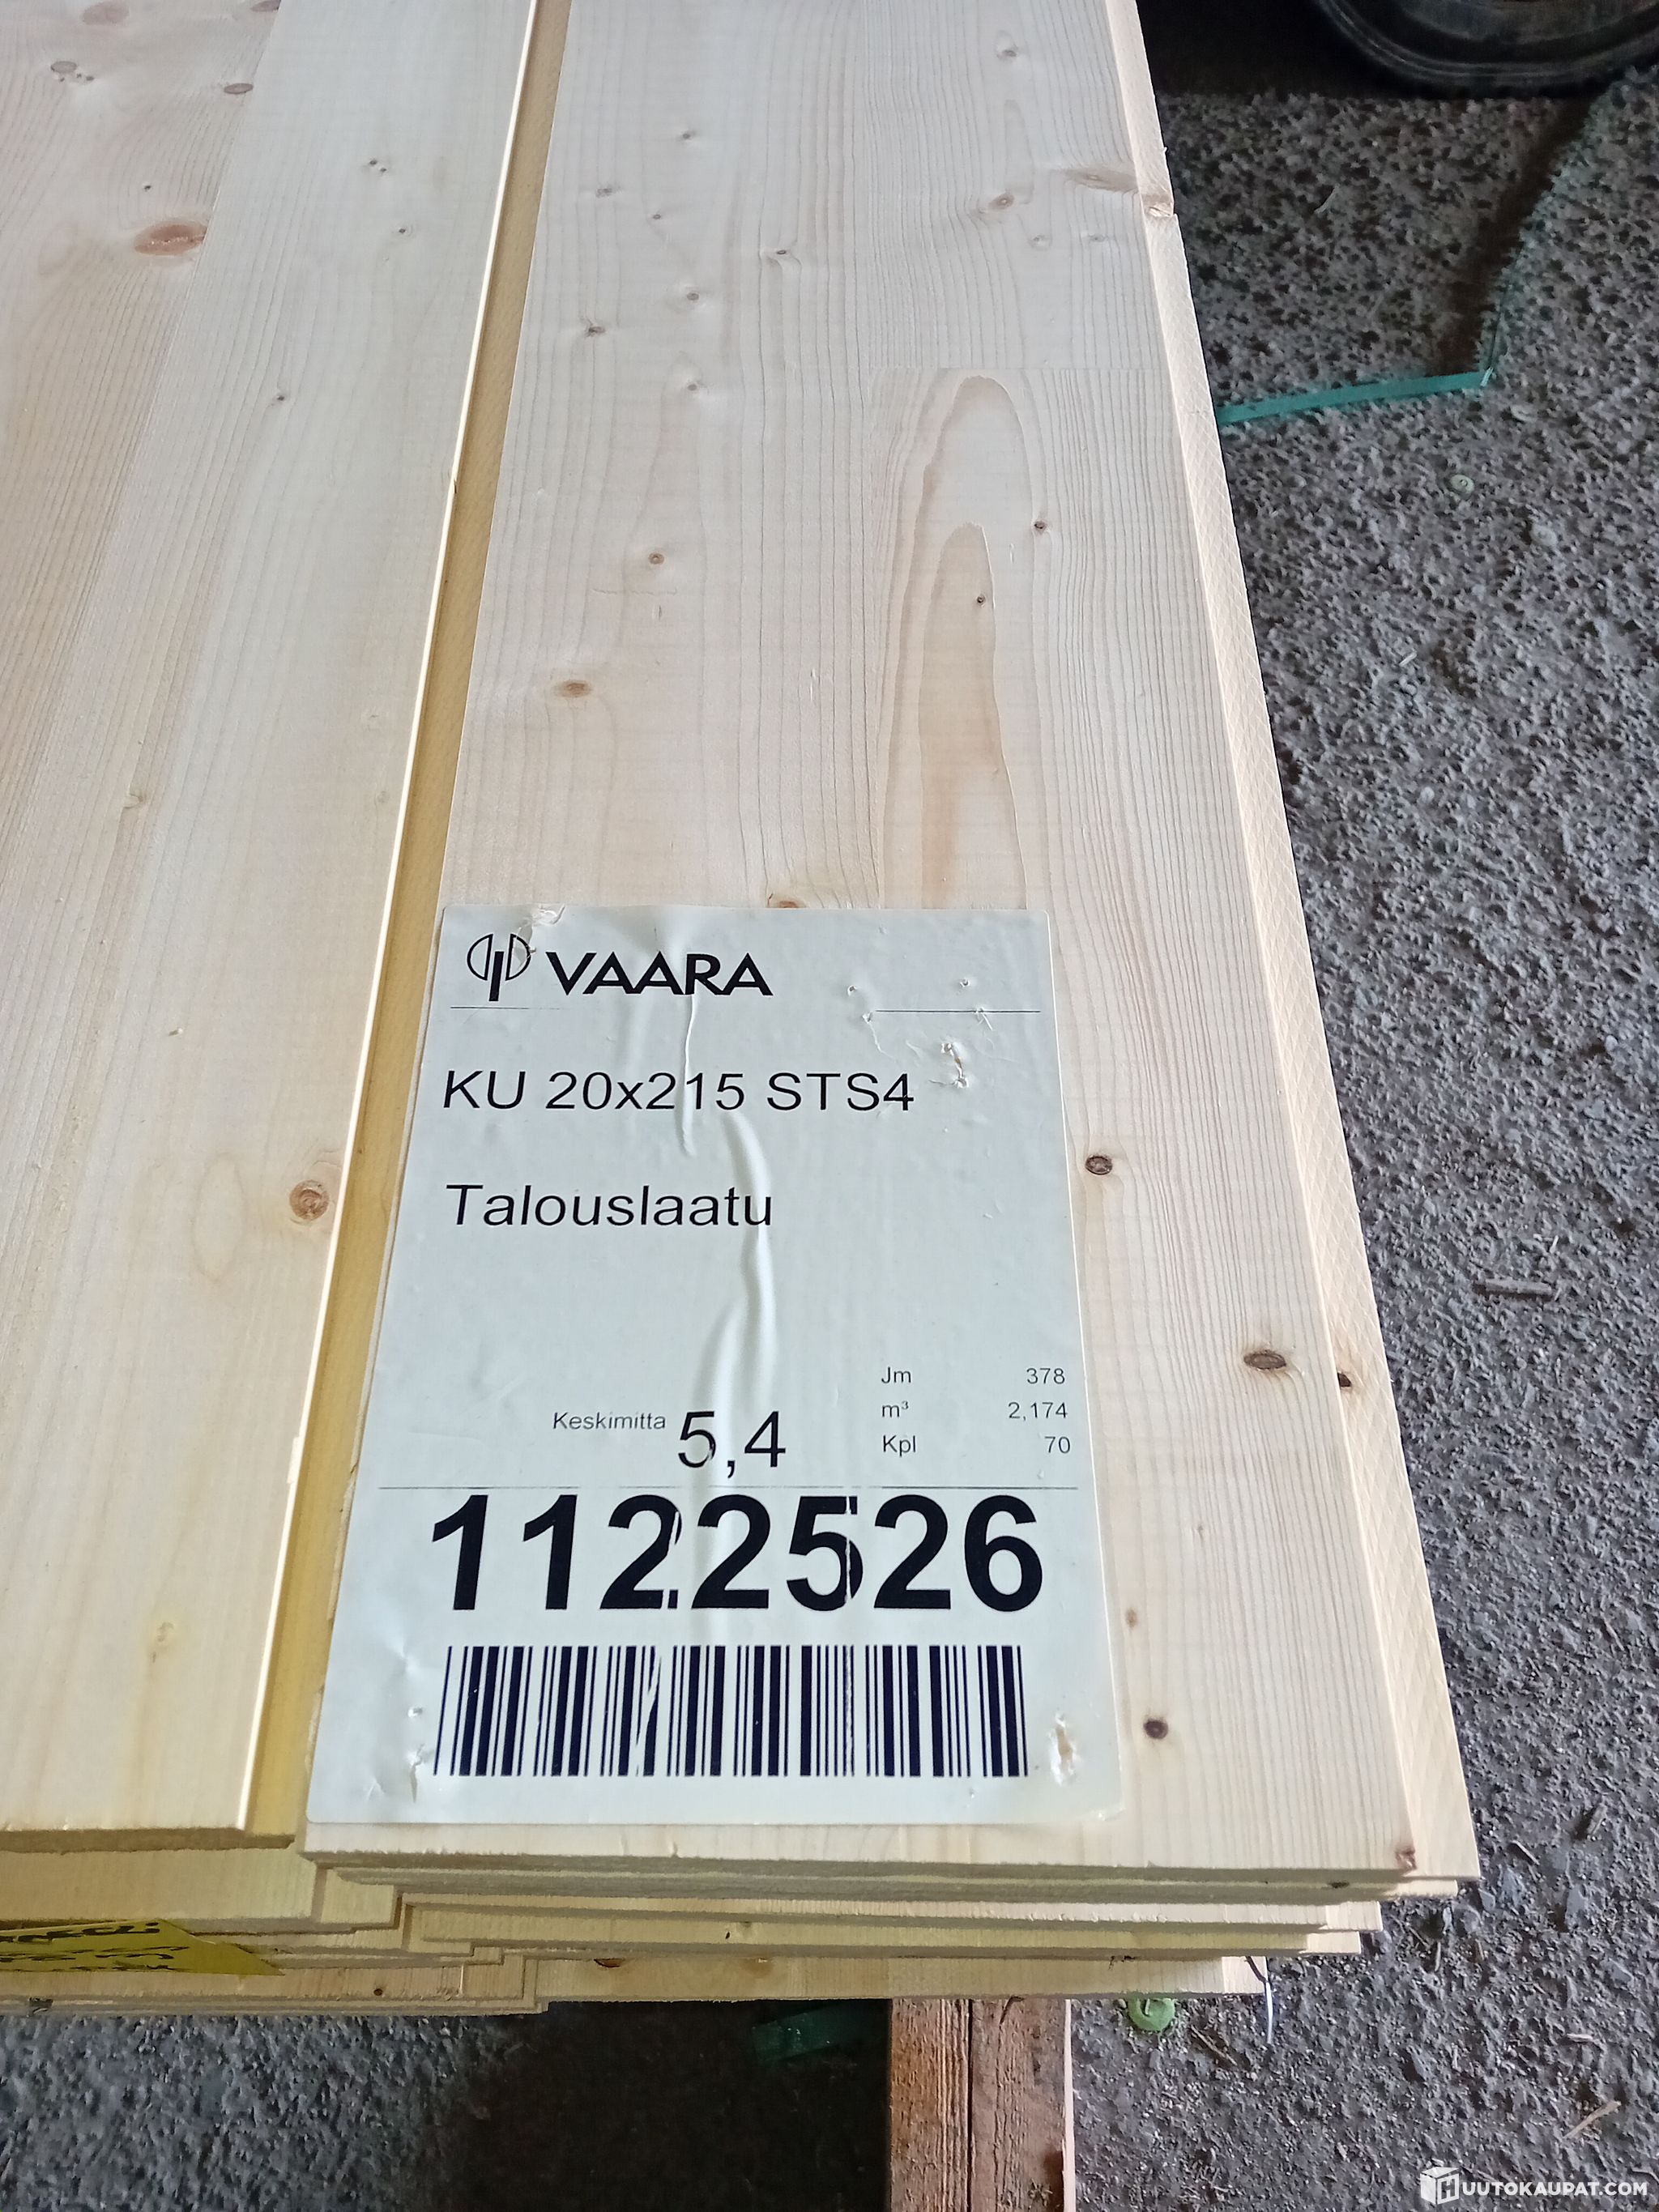 VAARA
KU 20x215 STS4
Talouslaatu
Jm 378
m³ 2,174
Keskimitta 5,4
Kpl 70
1122526
HUUTOKAUPAT.COM